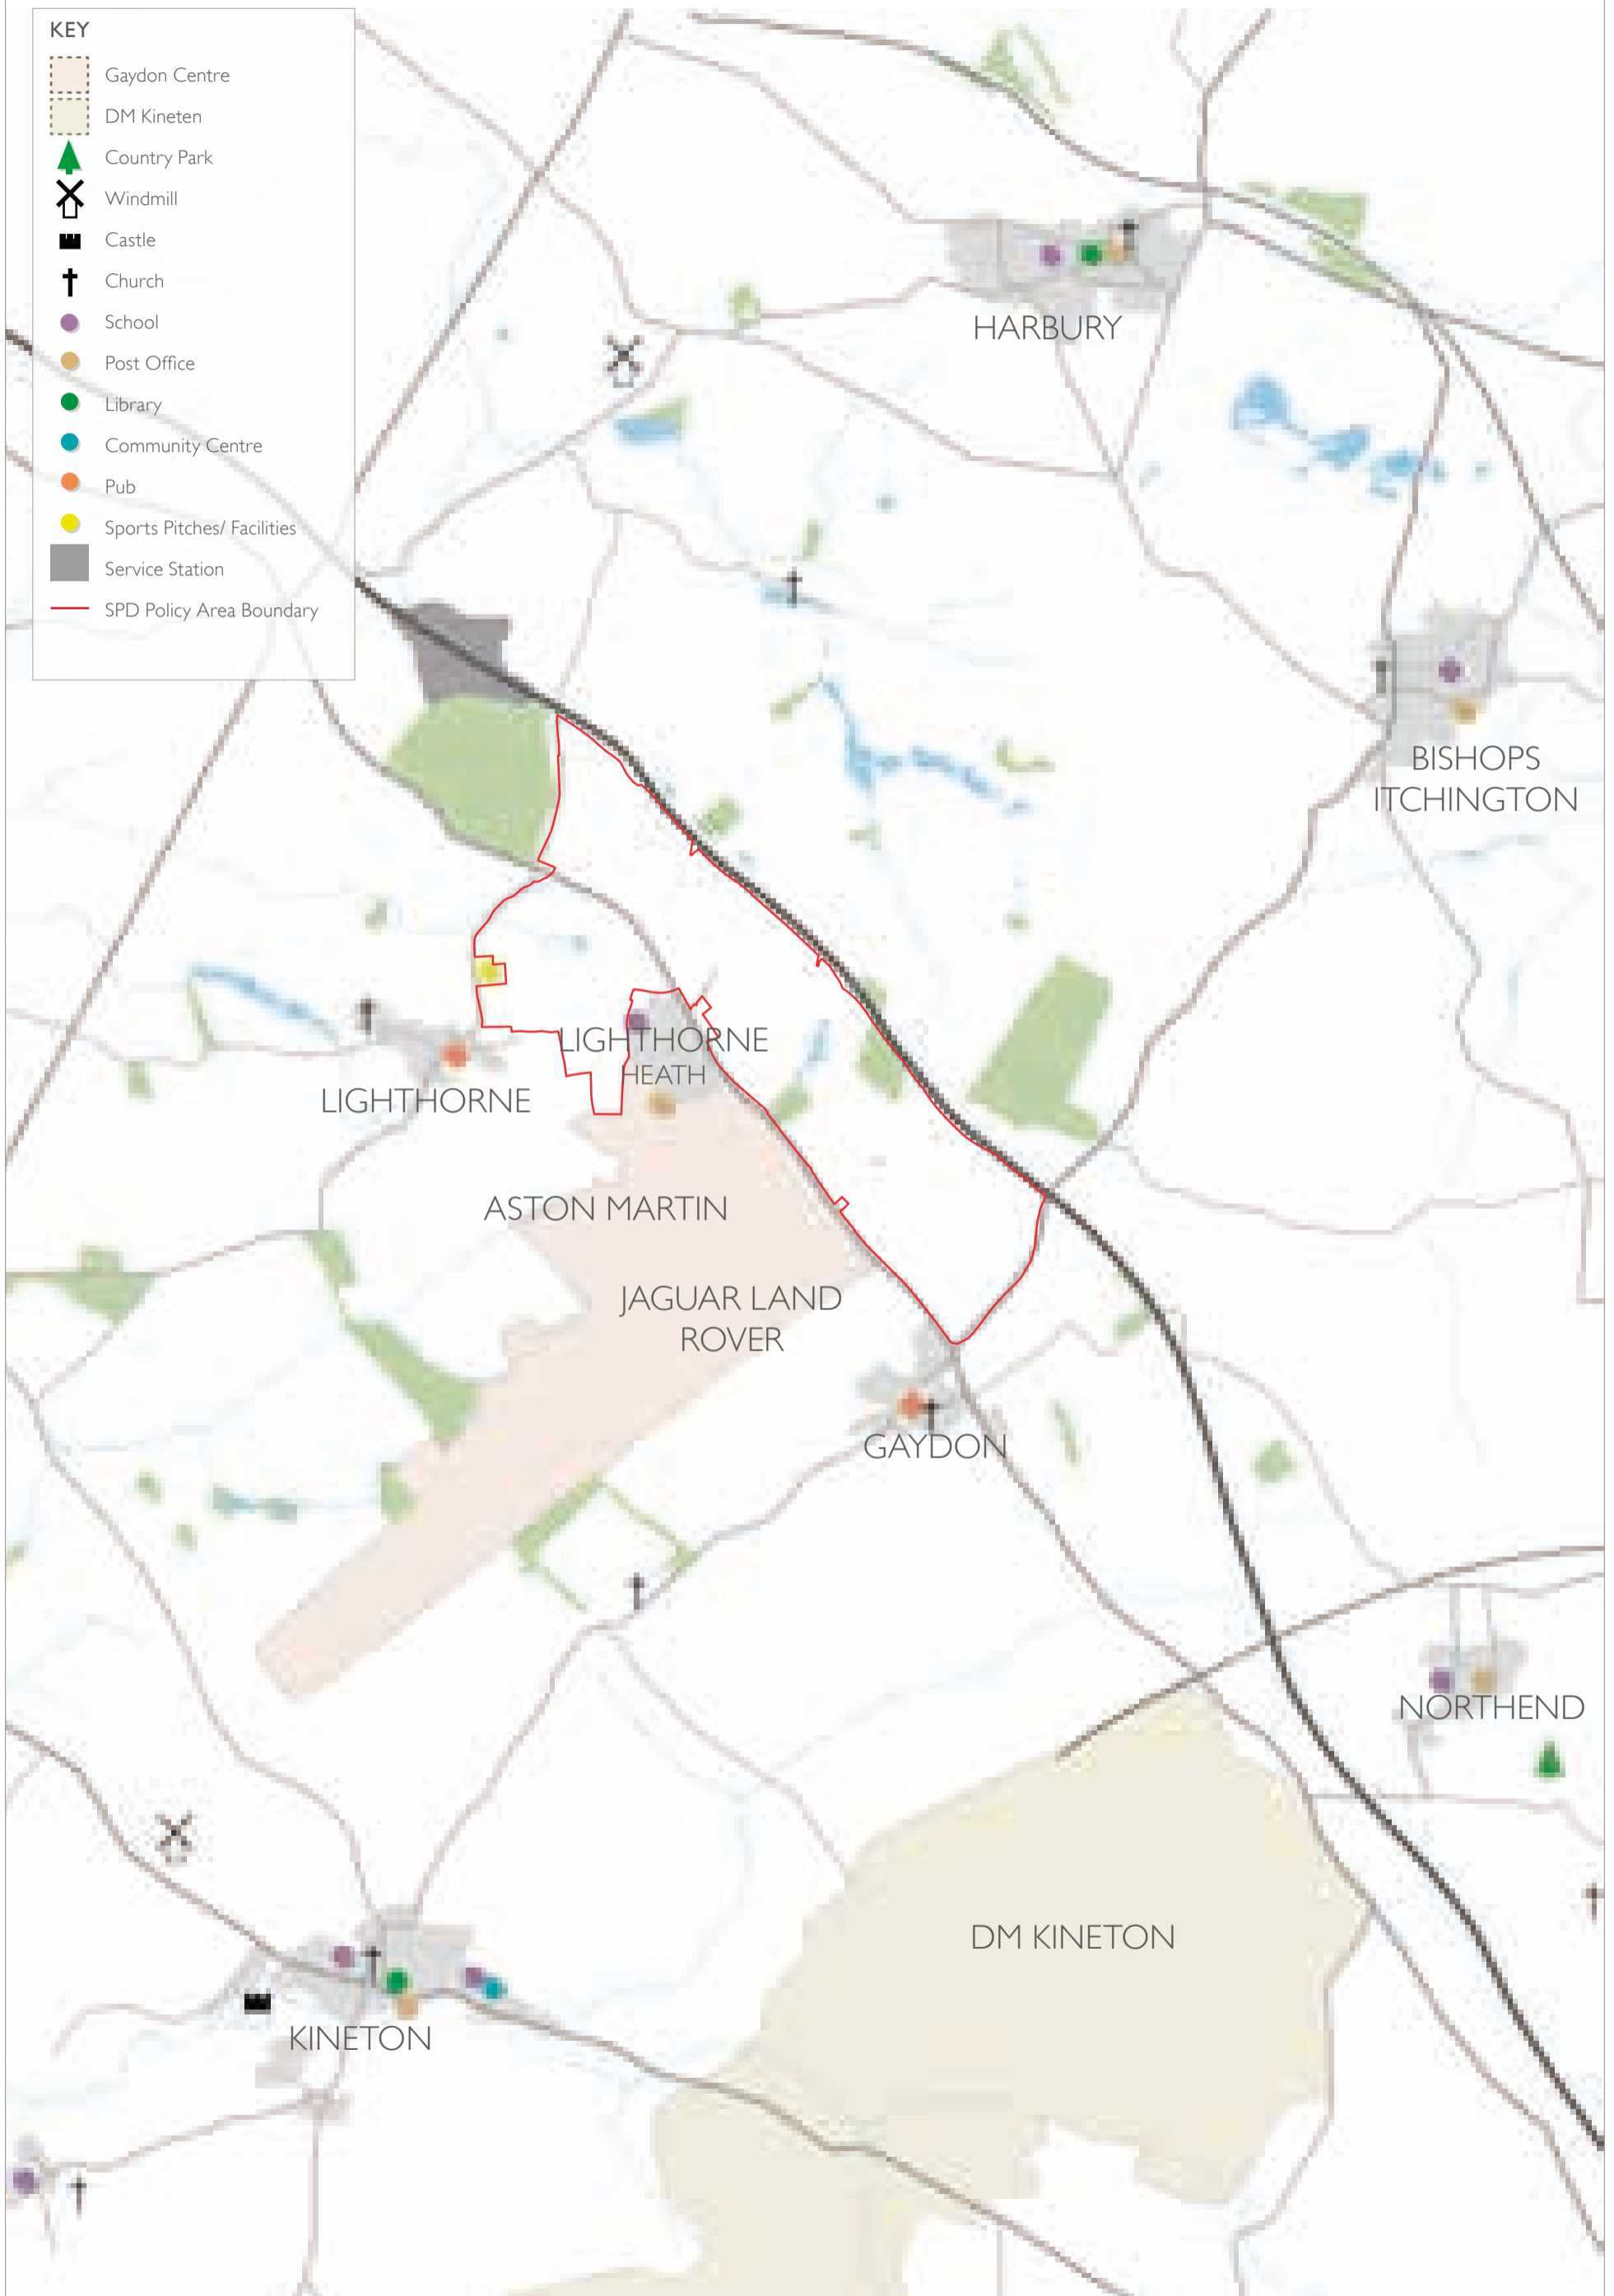 KEY
Gaydon Centre
DM Kineten
Country Park
Windmill
Castle
Church
School
Post Office
Library
Community Centre
Pub
Sports Pitches/ Facilities
Service Station
SPD Policy Area Boundary
HARBURY
BISHOPS
ITCHINGTON
LIGHTHORNE
HEATH
LIGHTHORNE
ASTON MARTIN
JAGUAR LAND
ROVER
GAYDON
NORTHEND
DM KINETON
KINETON